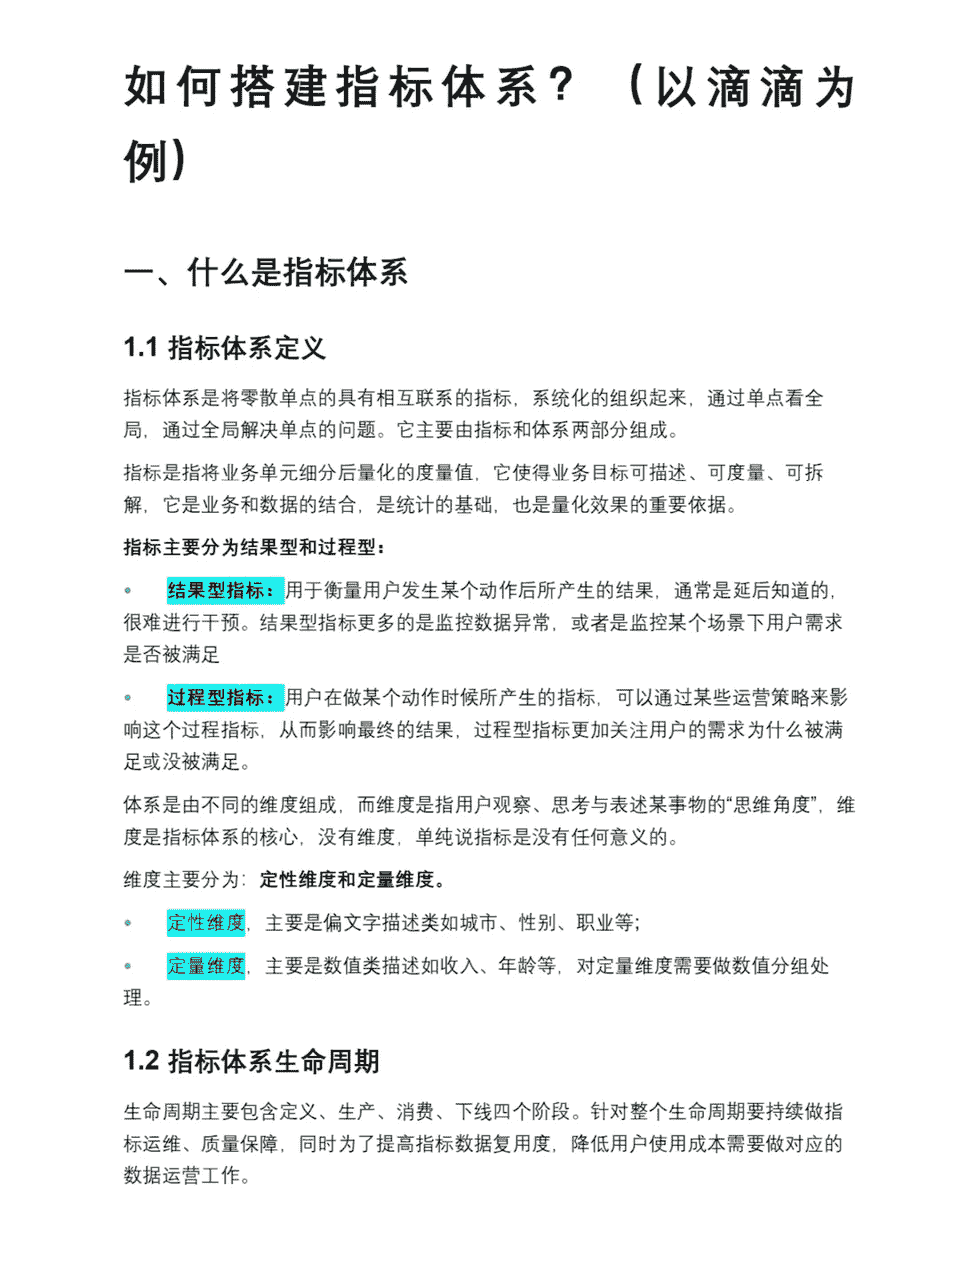 如何搭建指标体系？（以滴滴为
例）
一、什么是指标体系
1.1 指标体系定义
指标体系是将零散单点的具有相互联系的指标，系统化的组织起来，通过单点看全
局，通过全局解决单点的问题。它主要由指标和体系两部分组成。
指标是指将业务单元细分后量化的度量值，它使得业务目标可描述、可度量、可拆
解，它是业务和数据的结合，是统计的基础，也是量化效果的重要依据。
指标主要分为结果型和过程型：
• 结果型指标：用于衡量用户发生某个动作后所产生的结果，通常是延后知道的，
很难进行干预。结果型指标更多的是监控数据异常，或者是监控某个场景下用户需求
是否被满足
• 过程型指标：用户在做某个动作时候所产生的指标，可以通过某些运营策略来影
响这个过程指标，从而影响最终的结果，过程型指标更加关注用户的需求为什么被满
足或没被满足。
体系是由不同的维度组成，而维度是指用户观察、思考与表述某事物的“思维角度”，维
度是指标体系的核心，没有维度，单纯说指标是没有任何意义的。
维度主要分为：定性维度和定量维度。
• 定性维度，主要是偏文字描述类如城市、性别、职业等；
• 定量维度，主要是数值类描述如收入、年龄等，对定量维度需要做数值分组处
理。
1.2 指标体系生命周期
生命周期主要包含定义、生产、消费、下线四个阶段。针对整个生命周期要持续做指
标运维、质量保障，同时为了提高指标数据复用度，降低用户使用成本需要做对应的
数据运营工作。